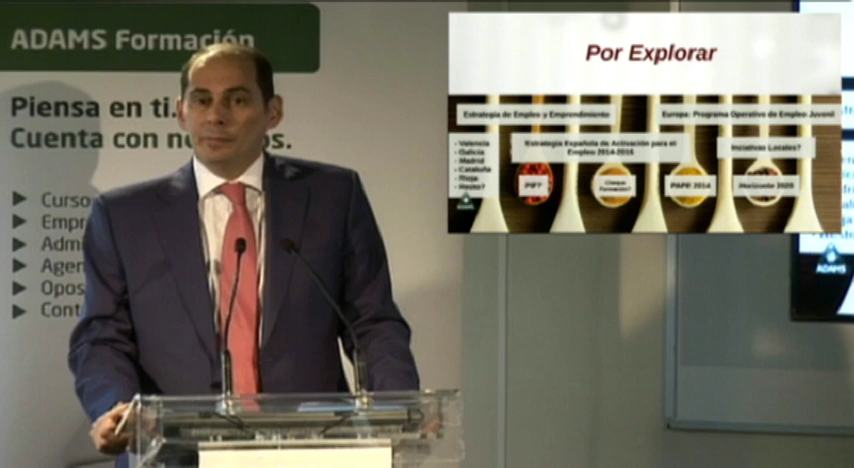 ADAMS Formación
Piensa en ti.
Cuenta con
Curso
Empr
Admi
Agen
Opos
Cont
Por Explorar
Estrategia de Empleo y Emprendimiento
Europa: Programa Operativo de Empleo Juvenil
- Valencia
- Galicia
- Madrid
- Cataluña
- Rioja
- Resto?
Estrategia Española de Activación para el
Empleo 2014-2016
Iniciativas Locales?
PIF?
Cheque
Formación?
PAPE 2014
Horizonte 2020
ADAMS